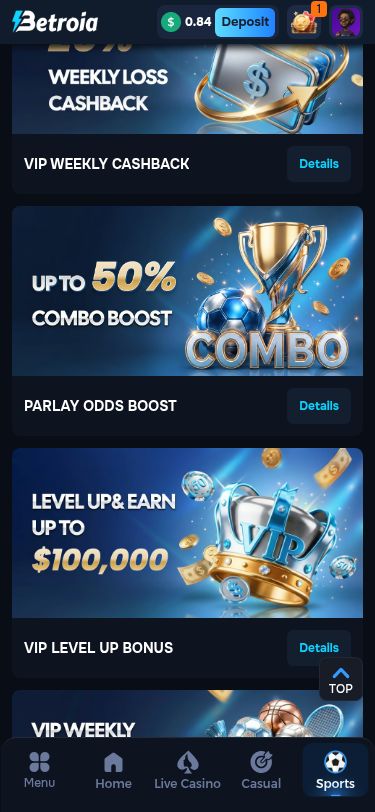 Betroia
$ 0.84 Deposit
1
20%
WEEKLY LOSS
CASHBACK
$
VIP WEEKLY CASHBACK
Details
UP TO 50%
COMBO BOOST
COMBO
PARLAY ODDS BOOST
Details
LEVEL UP & EARN
UP TO
$100,000
VIP
VIP LEVEL UP BONUS
Details
TOP
VIP WEEKLY
Menu
Home
Live Casino
Casual
Sports